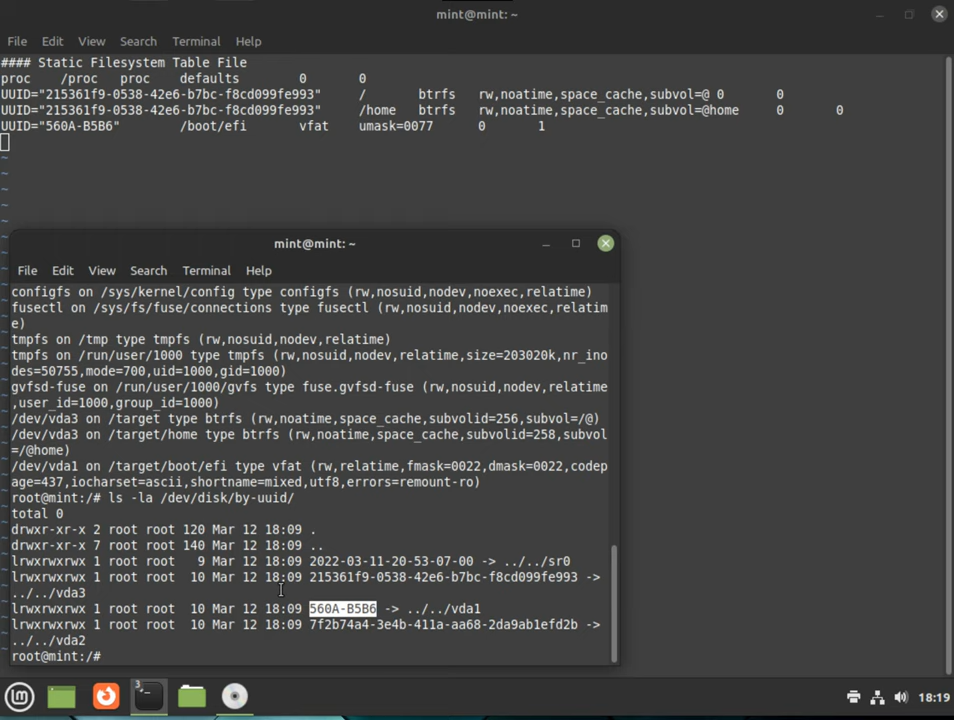 mint@mint: ~
File Edit View Search Terminal Help
#### Static Filesystem Table File
proc /proc proc defaults 0 0
UUID="215361f9-0538-42e6-b7bc-f8cd099fe993" / btrfs rw,noatime,space_cache,subvol=@ 0 0
UUID="215361f9-0538-42e6-b7bc-f8cd099fe993" /home btrfs rw,noatime,space_cache,subvol=@home 0 0
UUID="560A-B5B6" /boot/efi vfat umask=0077 0 1
~
~
~
~
~
mint@mint: ~
File Edit View Search Terminal Help
configfs on /sys/kernel/config type configfs (rw,nosuid,nodev,noexec,relatime)
fusectl on /sys/fs/fuse/connections type fusectl (rw,nosuid,nodev,noexec,relatim
e)
tmpfs on /tmp type tmpfs (rw,nosuid,nodev,relatime)
tmpfs on /run/user/1000 type tmpfs (rw,nosuid,nodev,relatime,size=203020k,nr_ino
des=50755,mode=700,uid=1000,gid=1000)
gvfsd-fuse on /run/user/1000/gvfs type fuse.gvfsd-fuse (rw,nosuid,nodev,relatime
,user_id=1000,group_id=1000)
/dev/vda3 on /target type btrfs (rw,noatime,space_cache,subvolid=256,subvol=/@)
/dev/vda3 on /target/home type btrfs (rw,noatime,space_cache,subvolid=258,subvol
=/@home)
/dev/vda1 on /target/boot/efi type vfat (rw,relatime,fmask=0022,dmask=0022,codep
age=437,iocharset=ascii,shortname=mixed,utf8,errors=remount-ro)
root@mint:/# ls -la /dev/disk/by-uuid/
total 0
drwxr-xr-x 2 root root 120 Mar 12 18:09 .
drwxr-xr-x 7 root root 140 Mar 12 18:09 ..
lrwxrwxrwx 1 root root 9 Mar 12 18:09 2022-03-11-20-53-07-00 -> ../../sr0
lrwxrwxrwx 1 root root 10 Mar 12 18:09 215361f9-0538-42e6-b7bc-f8cd099fe993 ->
../../vda3
lrwxrwxrwx 1 root root 10 Mar 12 18:09 560A-B5B6 -> ../../vda1
lrwxrwxrwx 1 root root 10 Mar 12 18:09 7f2b74a4-3e4b-411a-aa68-2da9ab1efd2b ->
../../vda2
root@mint:/#
3
18:19